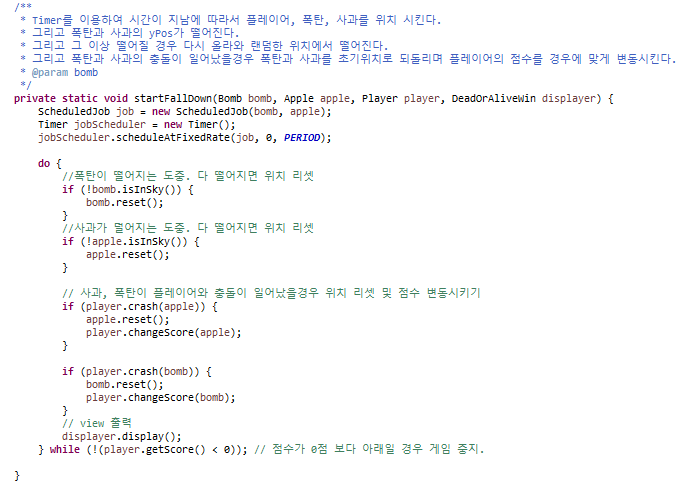 /**
 * Timer를 이용하여 시간이 지남에 따라서 플레이어, 폭탄, 사과를 위치 시킨다.
 * 그리고 폭탄과 사과의 yPos가 떨어진다.
 * 그리고 그 이상 떨어질 경우 다시 올라와 랜덤한 위치에서 떨어진다.
 * 그리고 폭탄과 사과의 충돌이 일어났을경우 폭탄과 사과를 초기위치로 되돌리며 플레이어의 점수를 경우에 맞게 변동시킨다.
 * @param bomb
 */
private static void startFallDown(Bomb bomb, Apple apple, Player player, DeadOrAliveWin displayer) {
    ScheduledJob job = new ScheduledJob(bomb, apple);
    Timer jobScheduler = new Timer();
    jobScheduler.scheduleAtFixedRate(job, 0, PERIOD);

    do {
        //폭탄이 떨어지는 도중. 다 떨어지면 위치 리셋
        if (!bomb.isInSky()) {
            bomb.reset();
        }
        //사과가 떨어지는 도중. 다 떨어지면 위치 리셋
        if (!apple.isInSky()) {
            apple.reset();
        }

        // 사과, 폭탄이 플레이어와 충돌이 일어났을경우 위치 리셋 및 점수 변동시키기
        if (player.crash(apple)) {
            apple.reset();
            player.changeScore(apple);
        }

        if (player.crash(bomb)) {
            bomb.reset();
            player.changeScore(bomb);
        }
        // view 출력
        displayer.display();
    } while (!(player.getScore() < 0)); // 점수가 0점 보다 아래일 경우 게임 중지.

}